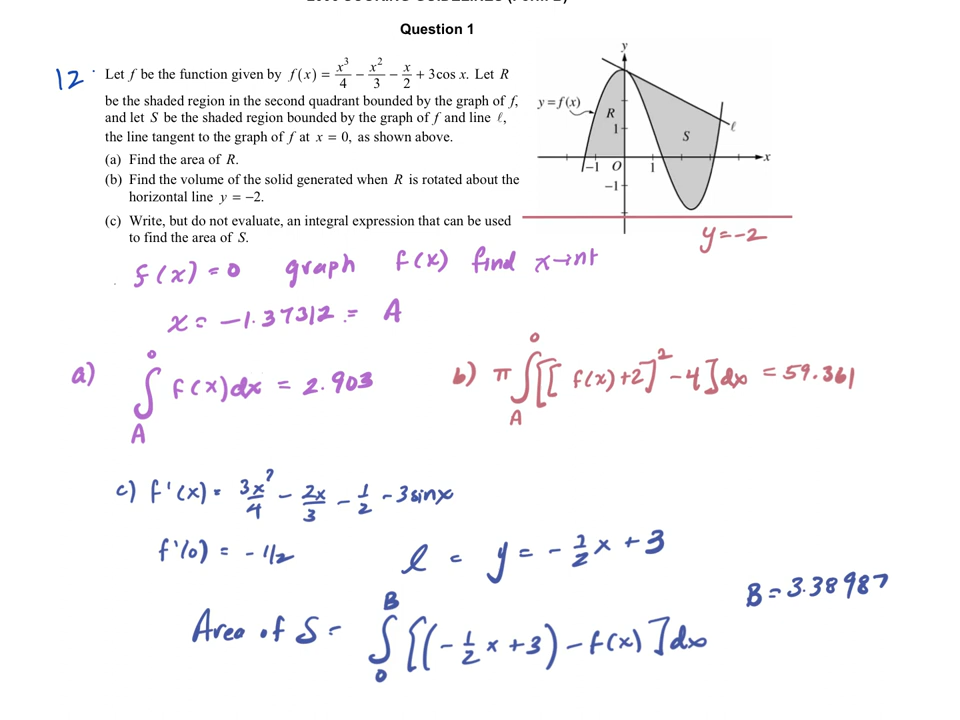 Question 1
12.
Let f be the function given by f(x) = x³/4 − x²/3 − x/2 + 3cos x. Let R
be the shaded region in the second quadrant bounded by the graph of f,
and let S be the shaded region bounded by the graph of f and line ℓ,
the line tangent to the graph of f at x = 0, as shown above.
(a) Find the area of R.
(b) Find the volume of the solid generated when R is rotated about the
horizontal line y = −2.
(c) Write, but do not evaluate, an integral expression that can be used
to find the area of S.
y
y = f(x)
R
1
S
ℓ
−1 O 1 x
−1
y = -2
f(x) = 0 graph f(x) find x-int
x = -1.37312 = A
a) ∫_A^0 f(x)dx = 2.903
b) π ∫_A^0 [[f(x)+2]² - 4]dx = 59.361
c) f'(x) = 3x²/4 - 2x/3 - 1/2 - 3sinx
f'(0) = -1/2
l = y = -1/2 x + 3
B = 3.38987
Area of S = ∫_0^B [(-1/2 x + 3) - f(x)]dx